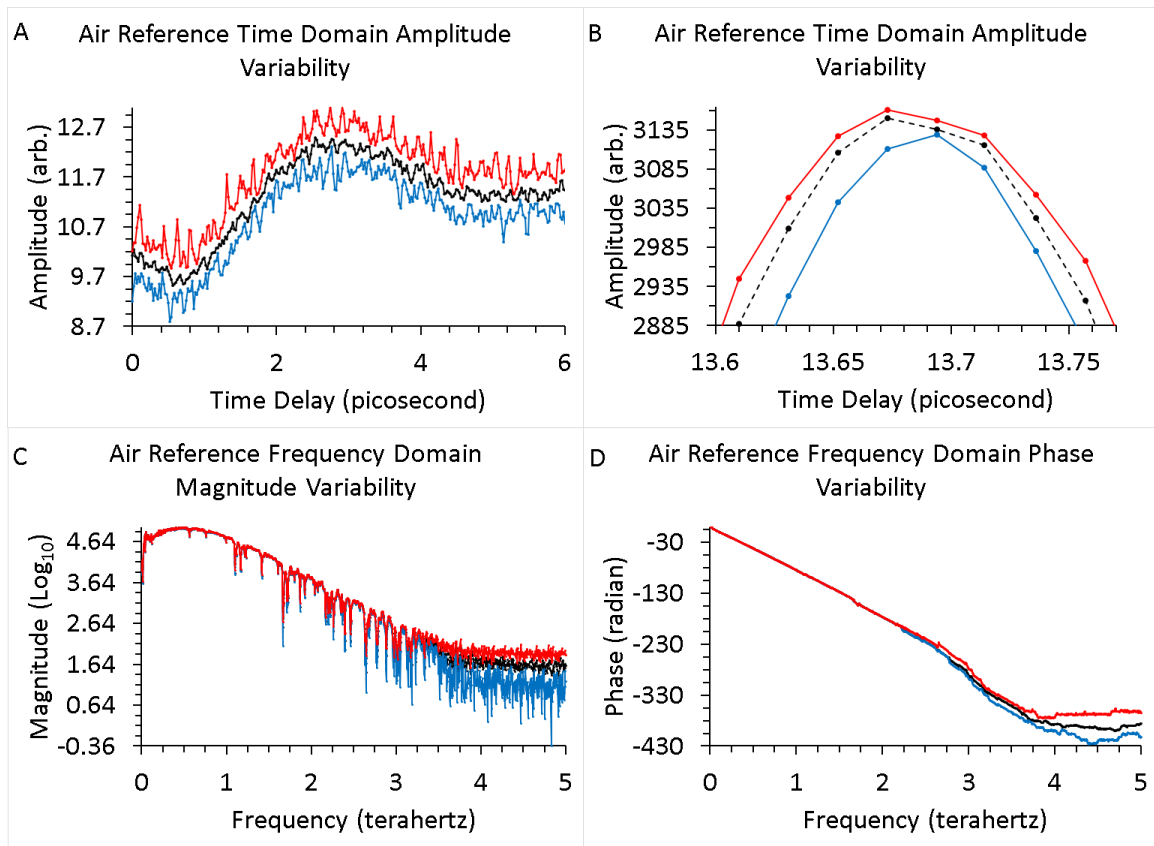 A
Air Reference Time Domain Amplitude
Variability
Amplitude (arb.)
12.7
11.7
10.7
9.7
8.7
0 2 4 6
Time Delay (picosecond)
B
Air Reference Time Domain Amplitude
Variability
Amplitude (arb.)
3135
3085
3035
2985
2935
2885
13.6 13.65 13.7 13.75
Time Delay (picosecond)
C
Air Reference Frequency Domain
Magnitude Variability
Magnitude (Log₁₀)
4.64
3.64
2.64
1.64
0.64
-0.36
0 1 2 3 4 5
Frequency (terahertz)
D
Air Reference Frequency Domain Phase
Variability
Phase (radian)
-30
-130
-230
-330
-430
0 1 2 3 4 5
Frequency (terahertz)